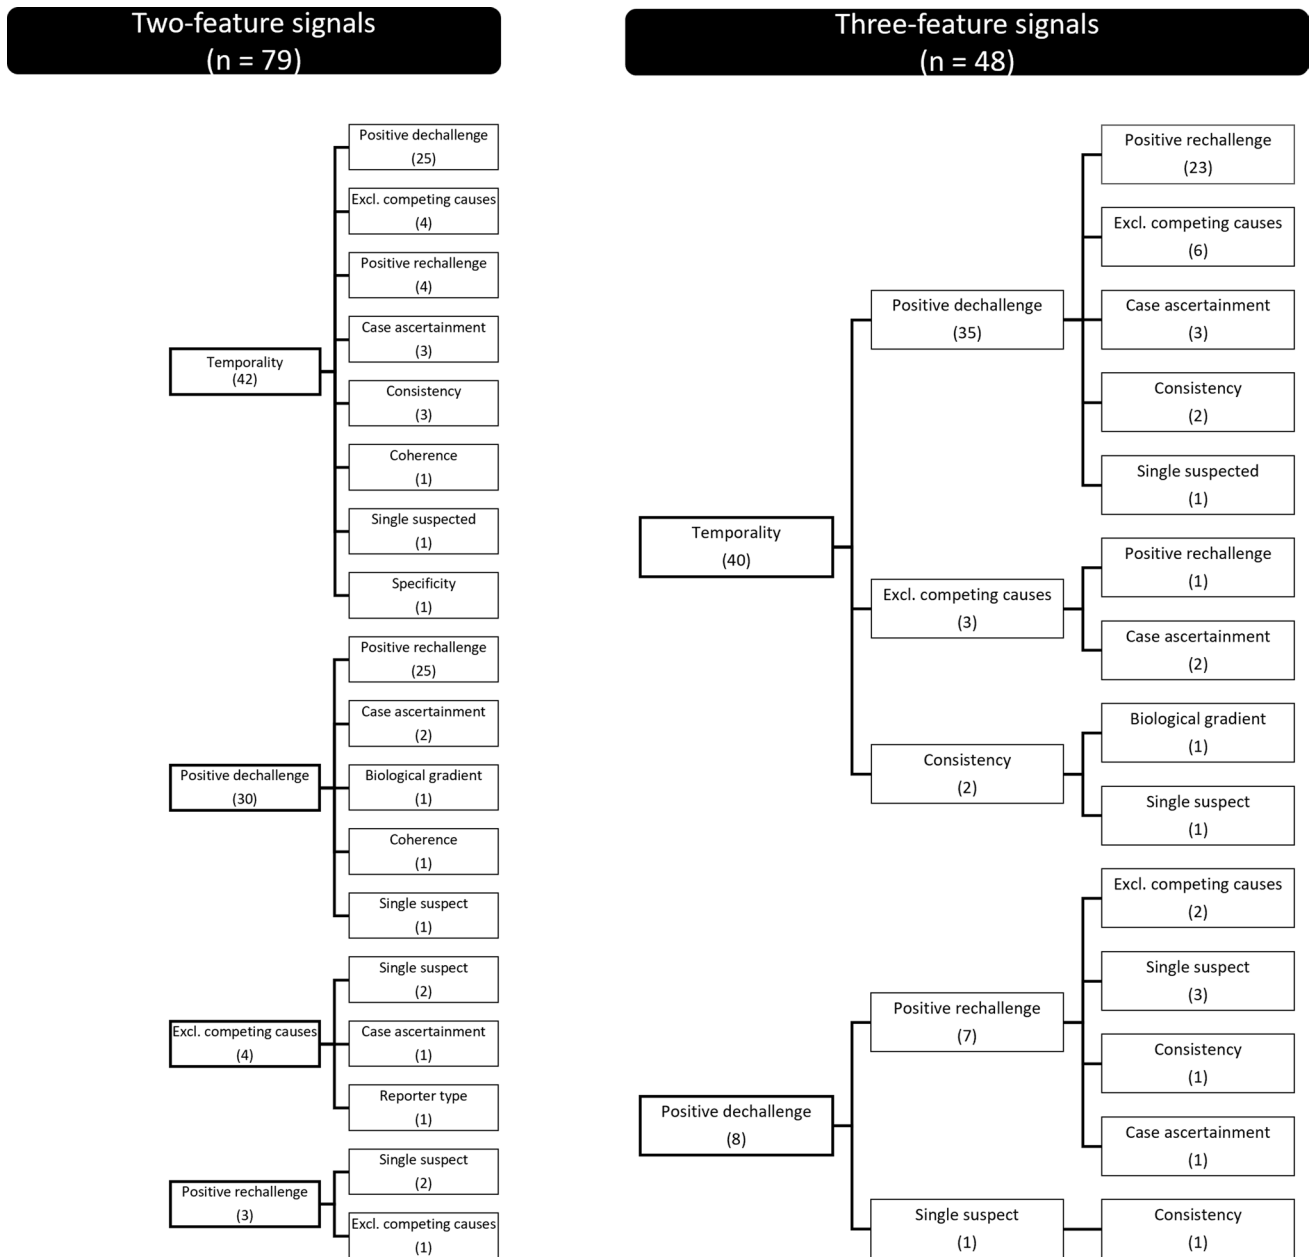 Two-feature signals
(n = 79)
Positive dechallenge
(25)
Excl. competing causes
(4)
Positive rechallenge
(4)
Case ascertainment
(3)
Temporality
(42)
Consistency
(3)
Coherence
(1)
Single suspected
(1)
Specificity
(1)
Positive rechallenge
(25)
Case ascertainment
(2)
Positive dechallenge
(30)
Biological gradient
(1)
Coherence
(1)
Single suspect
(1)
Single suspect
(2)
Excl. competing causes
(4)
Case ascertainment
(1)
Reporter type
(1)
Single suspect
(2)
Positive rechallenge
(3)
Excl. competing causes
(1)
Three-feature signals
(n = 48)
Positive rechallenge
(23)
Excl. competing causes
(6)
Positive dechallenge
(35)
Case ascertainment
(3)
Consistency
(2)
Single suspected
(1)
Temporality
(40)
Positive rechallenge
(1)
Excl. competing causes
(3)
Case ascertainment
(2)
Biological gradient
(1)
Consistency
(2)
Single suspect
(1)
Excl. competing causes
(2)
Single suspect
(3)
Positive rechallenge
(7)
Consistency
(1)
Positive dechallenge
(8)
Case ascertainment
(1)
Single suspect
(1)
Consistency
(1)